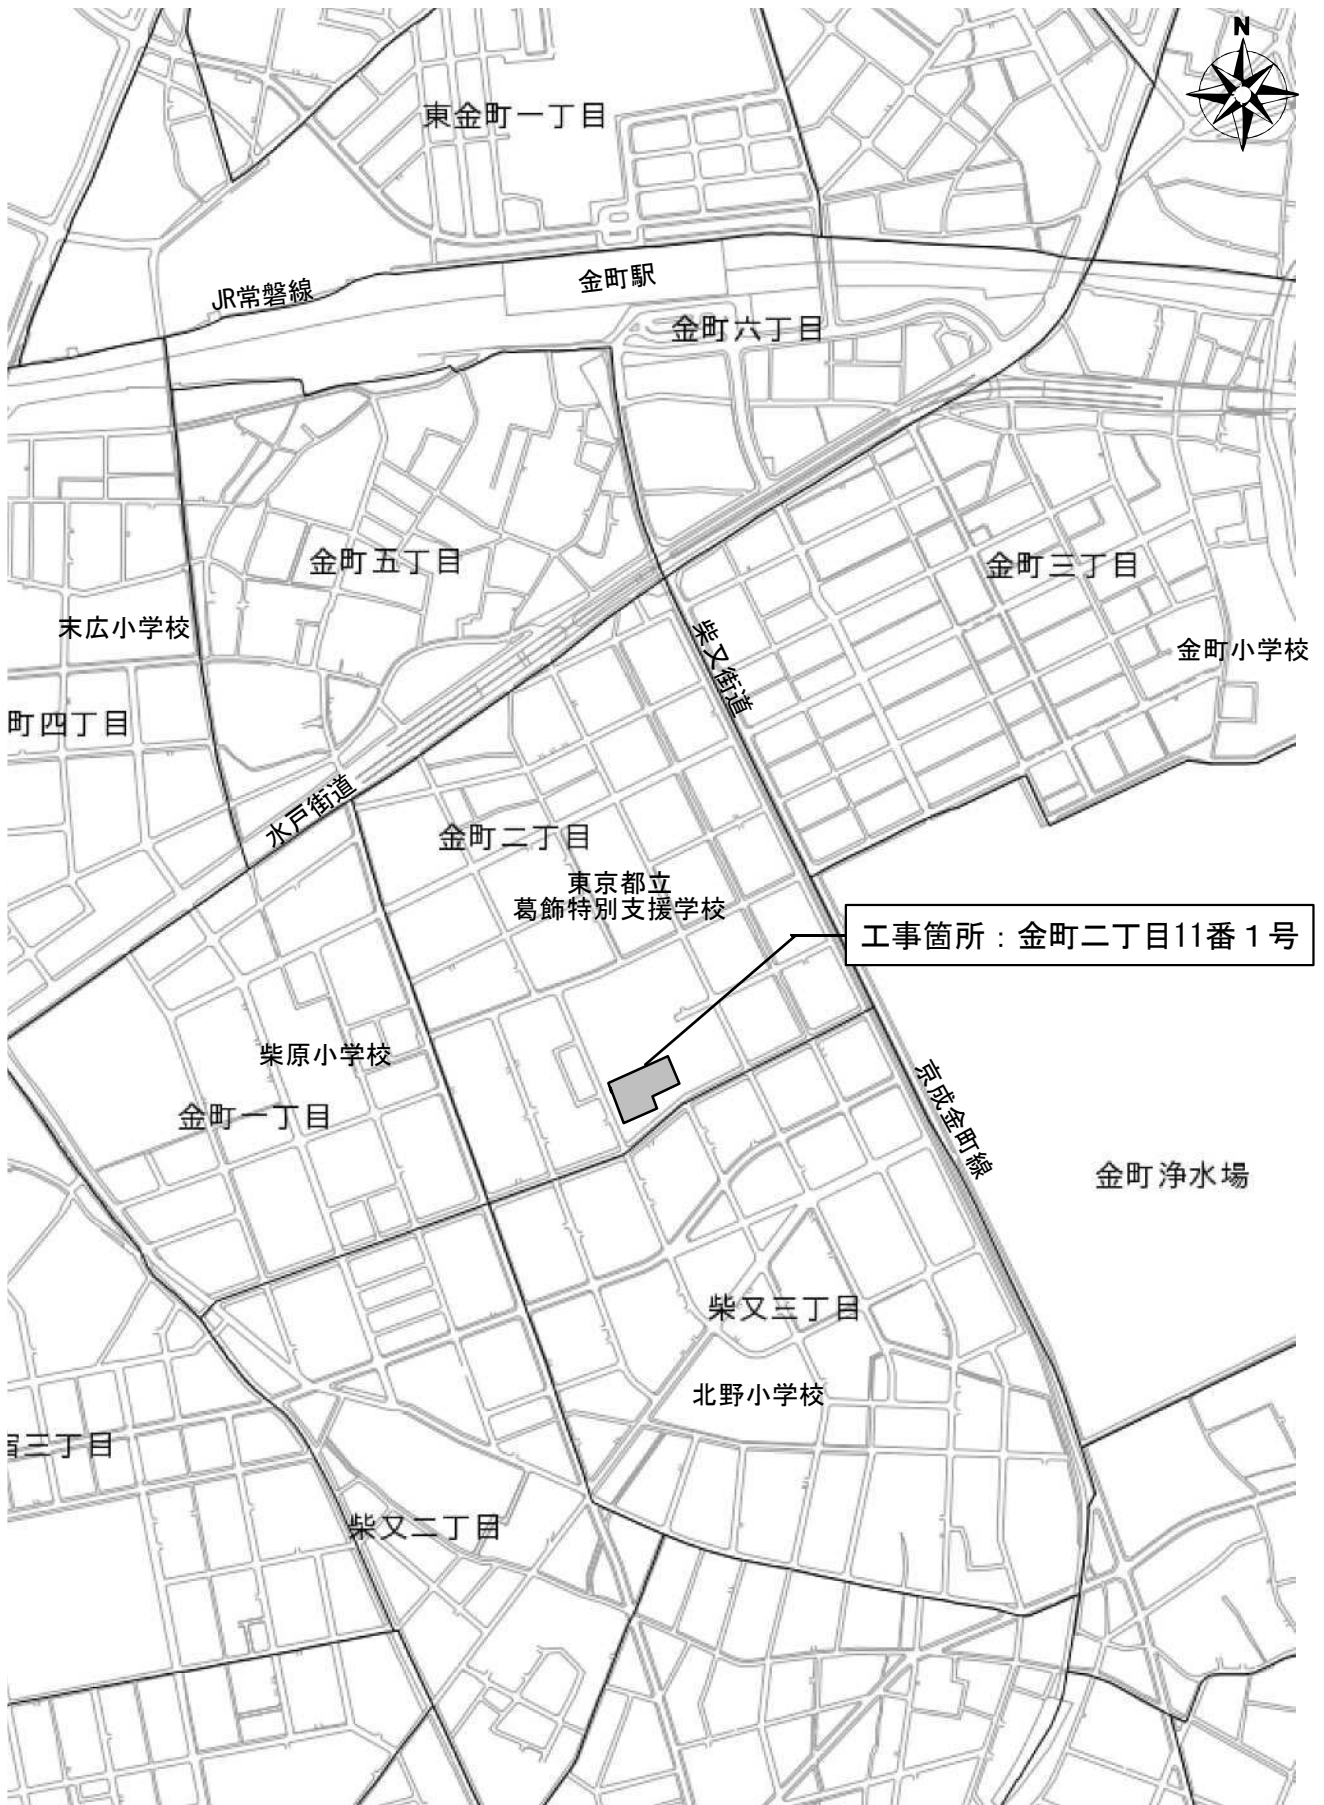 N
東金町一丁目
JR常磐線
金町駅
金町六丁目
金町五丁目
金町三丁目
末広小学校
柴又街道
金町小学校
町四丁目
水戸街道
金町二丁目
東京都立
葛飾特別支援学校
工事箇所：金町二丁目11番１号
柴原小学校
京成金町線
金町一丁目
金町浄水場
柴又三丁目
北野小学校
宿三丁目
柴又二丁目